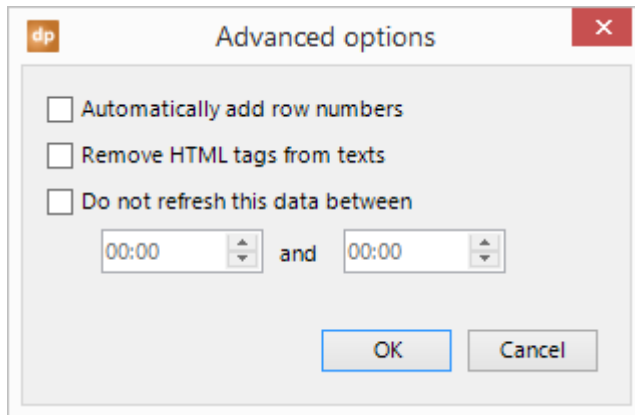 dp Advanced options
Automatically add row numbers
Remove HTML tags from texts
Do not refresh this data between
00:00 and 00:00
OK Cancel